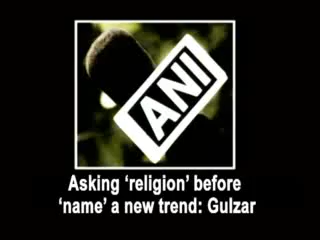 ANI
Asking ‘religion’ before
‘name’ a new trend: Gulzar